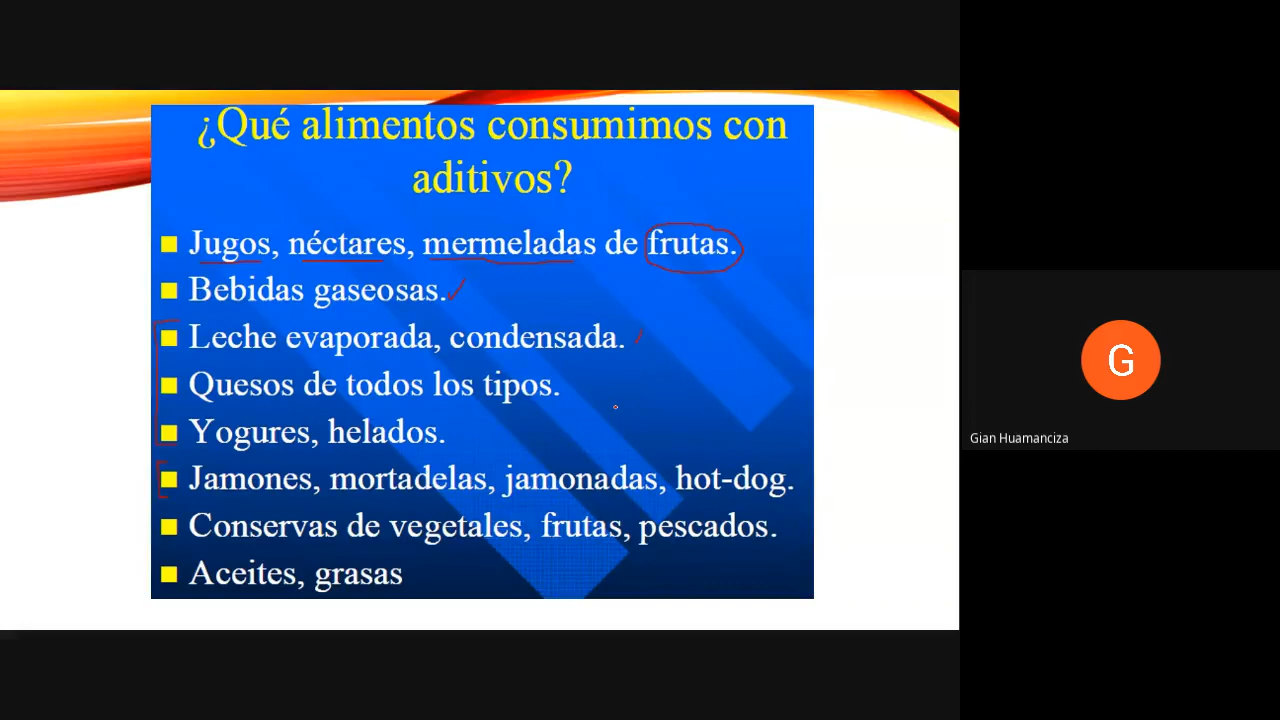 ¿Qué alimentos consumimos con
aditivos?
Jugos, néctares, mermeladas de frutas.
Bebidas gaseosas.
Leche evaporada, condensada.
Quesos de todos los tipos.
Yogures, helados.
Jamones, mortadelas, jamonadas, hot-dog.
Conservas de vegetales, frutas, pescados.
Aceites, grasas
G
Gian Huamanciza